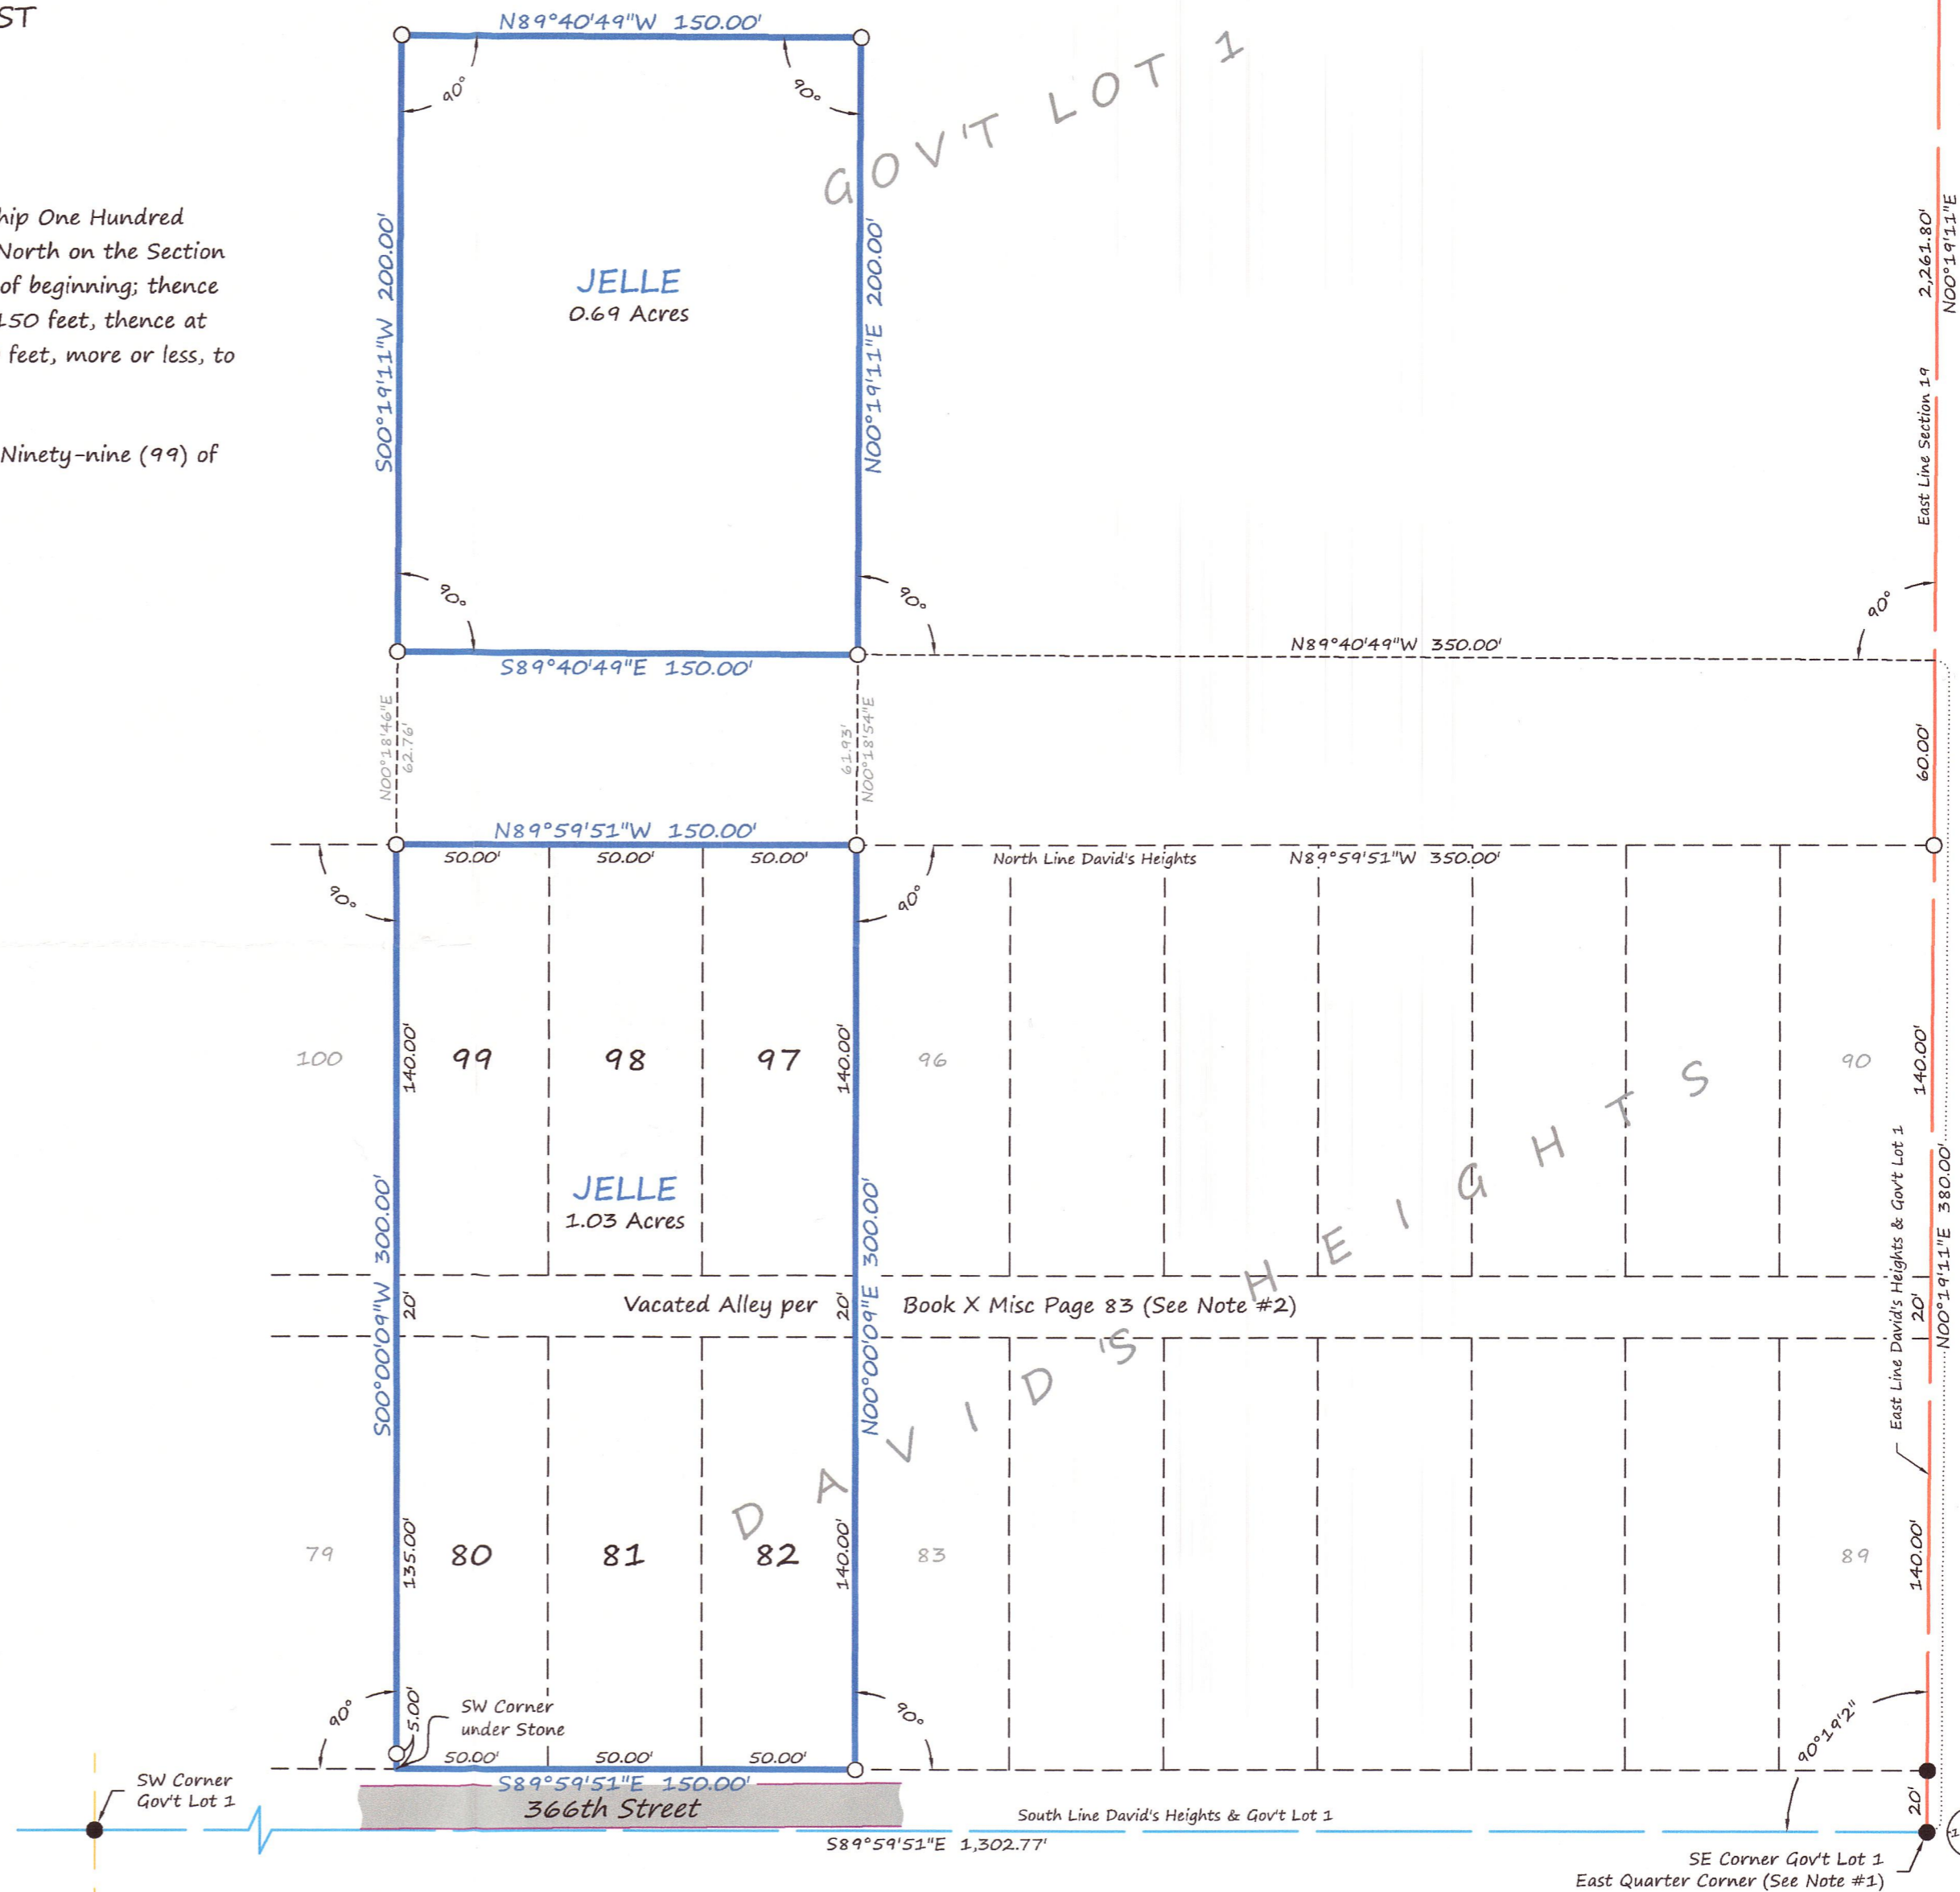 ST
N89°40'49"W 150.00'
90°
90°
GOV'T LOT 1
hip One Hundred
North on the Section
of beginning; thence
150 feet, thence at
feet, more or less, to
Ninety-nine (99) of
S00°19'11"W 200.00'
JELLE
0.69 Acres
N00°19'11"E 200.00'
2,261.80'
N00°19'11"E
East Line Section 19
90°
90°
90°
N89°40'49"W 350.00'
S89°40'49"E 150.00'
N00°18'46"E
62.76'
61.93'
N00°18'54"E
60.00'
N89°59'51"W 150.00'
50.00' 50.00' 50.00'
North Line David's Heights
N89°59'51"W 350.00'
90°
90°
100
140.00'
99
98
97
140.00'
96
90
140.00'
DAVID'S HEIGHTS
JELLE
1.03 Acres
S00°00'09"W 300.00'
N00°00'09"E 300.00'
East Line David's Heights & Gov't Lot 1
N00°19'11"E 380.00'
20'
Vacated Alley per
20'
Book X Misc Page 83 (See Note #2)
20'
79
135.00'
80
81
82
140.00'
83
89
140.00'
90°
5.00'
SW Corner
under Stone
90°
90°19'2"
50.00' 50.00' 50.00'
S89°59'51"E 150.00'
366th Street
SW Corner
Gov't Lot 1
South Line David's Heights & Gov't Lot 1
S89°59'51"E 1,302.77'
20'
SE Corner Gov't Lot 1
East Quarter Corner (See Note #1)